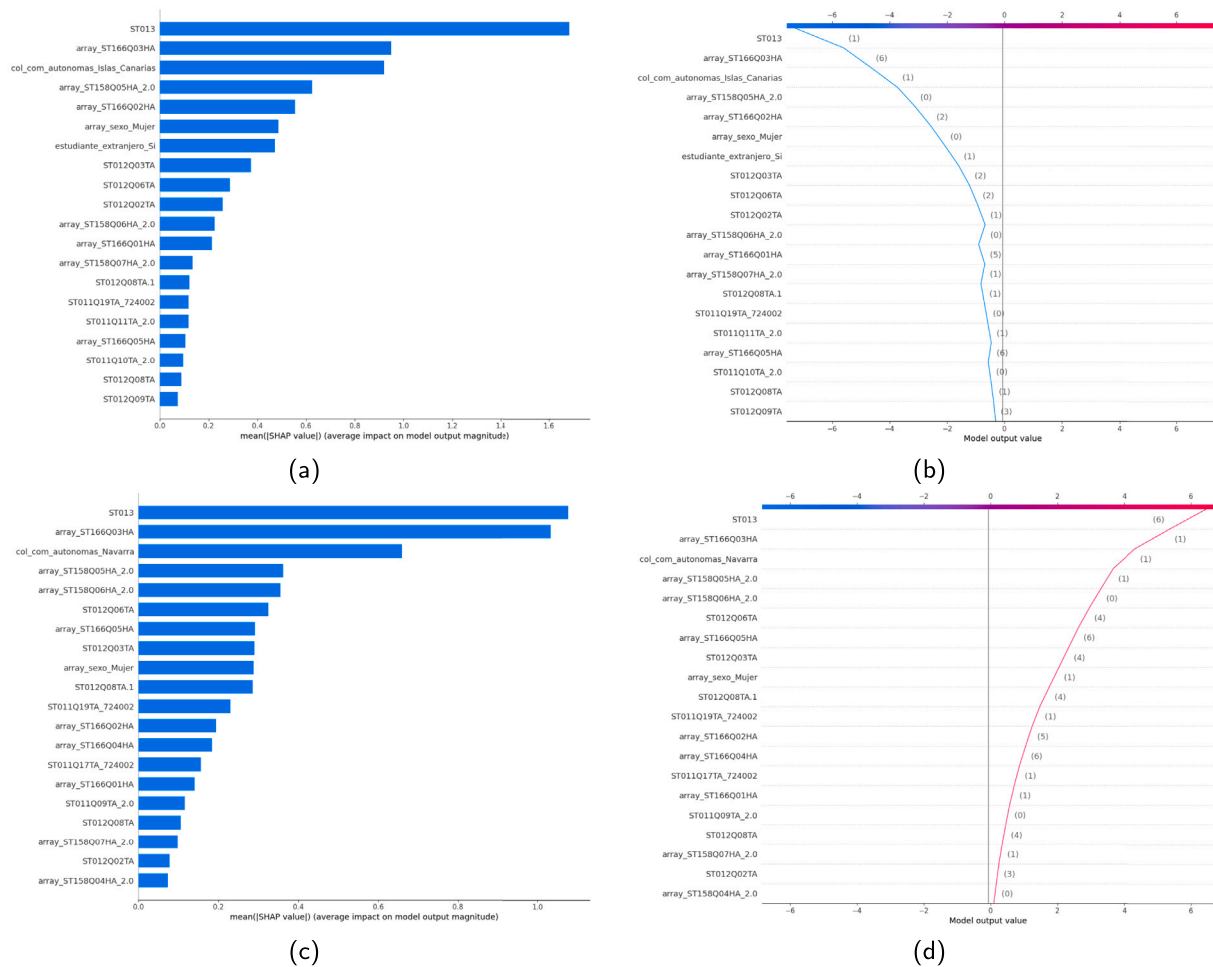 ST013
array_ST166Q03HA
col_com_autonomas_Islas_Canarias
array_ST158Q05HA_2.0
array_ST166Q02HA
array_sexo_Mujer
estudiante_extranjero_Si
ST012Q03TA
ST012Q06TA
ST012Q02TA
array_ST158Q06HA_2.0
array_ST166Q01HA
array_ST158Q07HA_2.0
ST012Q08TA.1
ST011Q19TA_724002
ST011Q11TA_2.0
array_ST166Q05HA
ST011Q10TA_2.0
ST012Q08TA
ST012Q09TA
0.0 0.2 0.4 0.6 0.8 1.0 1.2 1.4 1.6
mean(|SHAP value|) (average impact on model output magnitude)
(a)
−6 −4 −2 0 2 4 6
ST013 (1)
array_ST166Q03HA (6)
col_com_autonomas_Islas_Canarias (1)
array_ST158Q05HA_2.0 (0)
array_ST166Q02HA (2)
array_sexo_Mujer (0)
estudiante_extranjero_Si (1)
ST012Q03TA (2)
ST012Q06TA (2)
ST012Q02TA (1)
array_ST158Q06HA_2.0 (0)
array_ST166Q01HA (5)
array_ST158Q07HA_2.0 (1)
ST012Q08TA.1 (1)
ST011Q19TA_724002 (0)
ST011Q11TA_2.0 (1)
array_ST166Q05HA (6)
ST011Q10TA_2.0 (0)
ST012Q08TA (1)
ST012Q09TA (3)
−6 −4 −2 0 2 4 6
Model output value
(b)
ST013
array_ST166Q03HA
col_com_autonomas_Navarra
array_ST158Q05HA_2.0
array_ST158Q06HA_2.0
ST012Q06TA
array_ST166Q05HA
ST012Q03TA
array_sexo_Mujer
ST012Q08TA.1
ST011Q19TA_724002
array_ST166Q02HA
array_ST166Q04HA
ST011Q17TA_724002
array_ST166Q01HA
ST011Q09TA_2.0
ST012Q08TA
array_ST158Q07HA_2.0
ST012Q02TA
array_ST158Q04HA_2.0
0.0 0.2 0.4 0.6 0.8 1.0
mean(|SHAP value|) (average impact on model output magnitude)
(c)
−6 −4 −2 0 2 4 6
ST013 (6)
array_ST166Q03HA (1)
col_com_autonomas_Navarra (1)
array_ST158Q05HA_2.0 (1)
array_ST158Q06HA_2.0 (0)
ST012Q06TA (4)
array_ST166Q05HA (6)
ST012Q03TA (4)
array_sexo_Mujer (1)
ST012Q08TA.1 (4)
ST011Q19TA_724002 (1)
array_ST166Q02HA (5)
array_ST166Q04HA (6)
ST011Q17TA_724002 (1)
array_ST166Q01HA (1)
ST011Q09TA_2.0 (0)
ST012Q08TA (4)
array_ST158Q07HA_2.0 (1)
ST012Q02TA (3)
array_ST158Q04HA_2.0 (0)
−6 −4 −2 0 2 4 6
Model output value
(d)